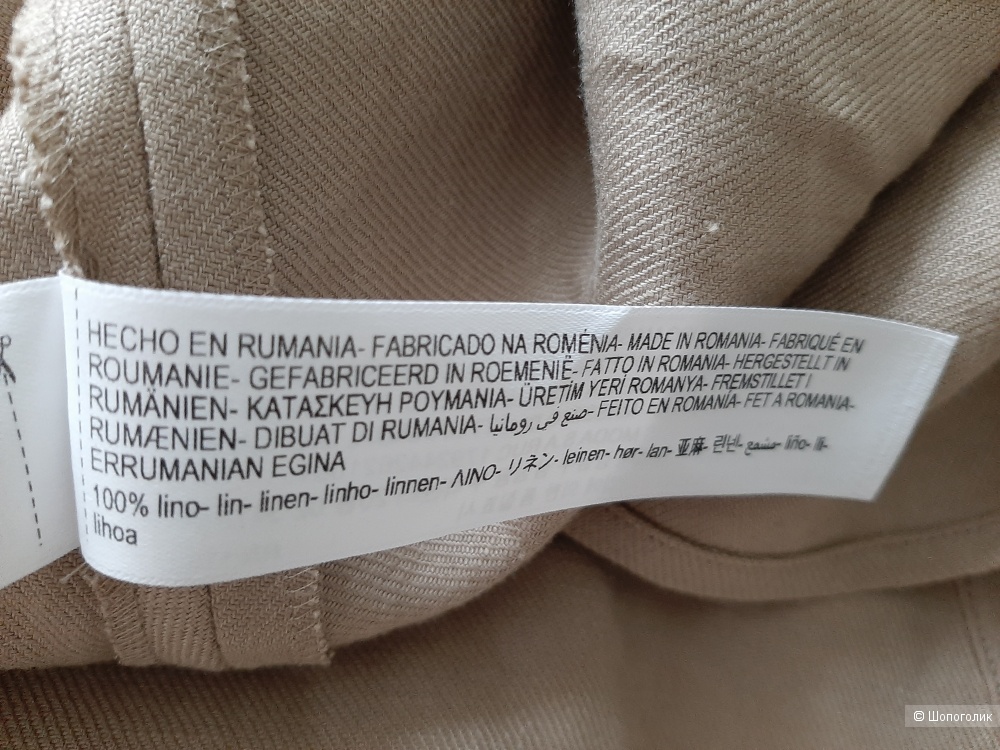 HECHO EN RUMANIA- FABRICADO NA ROMÉNIA- MADE IN ROMANIA- FABRIQUÉ EN
ROUMANIE- GEFABRICEERD IN ROEMENIË- FATTO IN ROMANIA- HERGESTELLT IN
RUMÄNIEN- ΚΑΤΑΣΚΕΥΗ ΡΟΥΜΑΝΙΑ- ÜRETİM YERİ ROMANYA- FREMSTILLET I
RUMÆNIEN- DIBUAT DI RUMANIA- صنع في رومانيا- FEITO EN ROMANÍA- FET A ROMANIA-
ERRUMANIAN EGINA
100% lino- lin- linen- linho- linnen- ΛΙΝΟ- リネン- leinen- hør- lan- 亚麻- 린넨- liño- lli-
lihoa
© Шопоголик